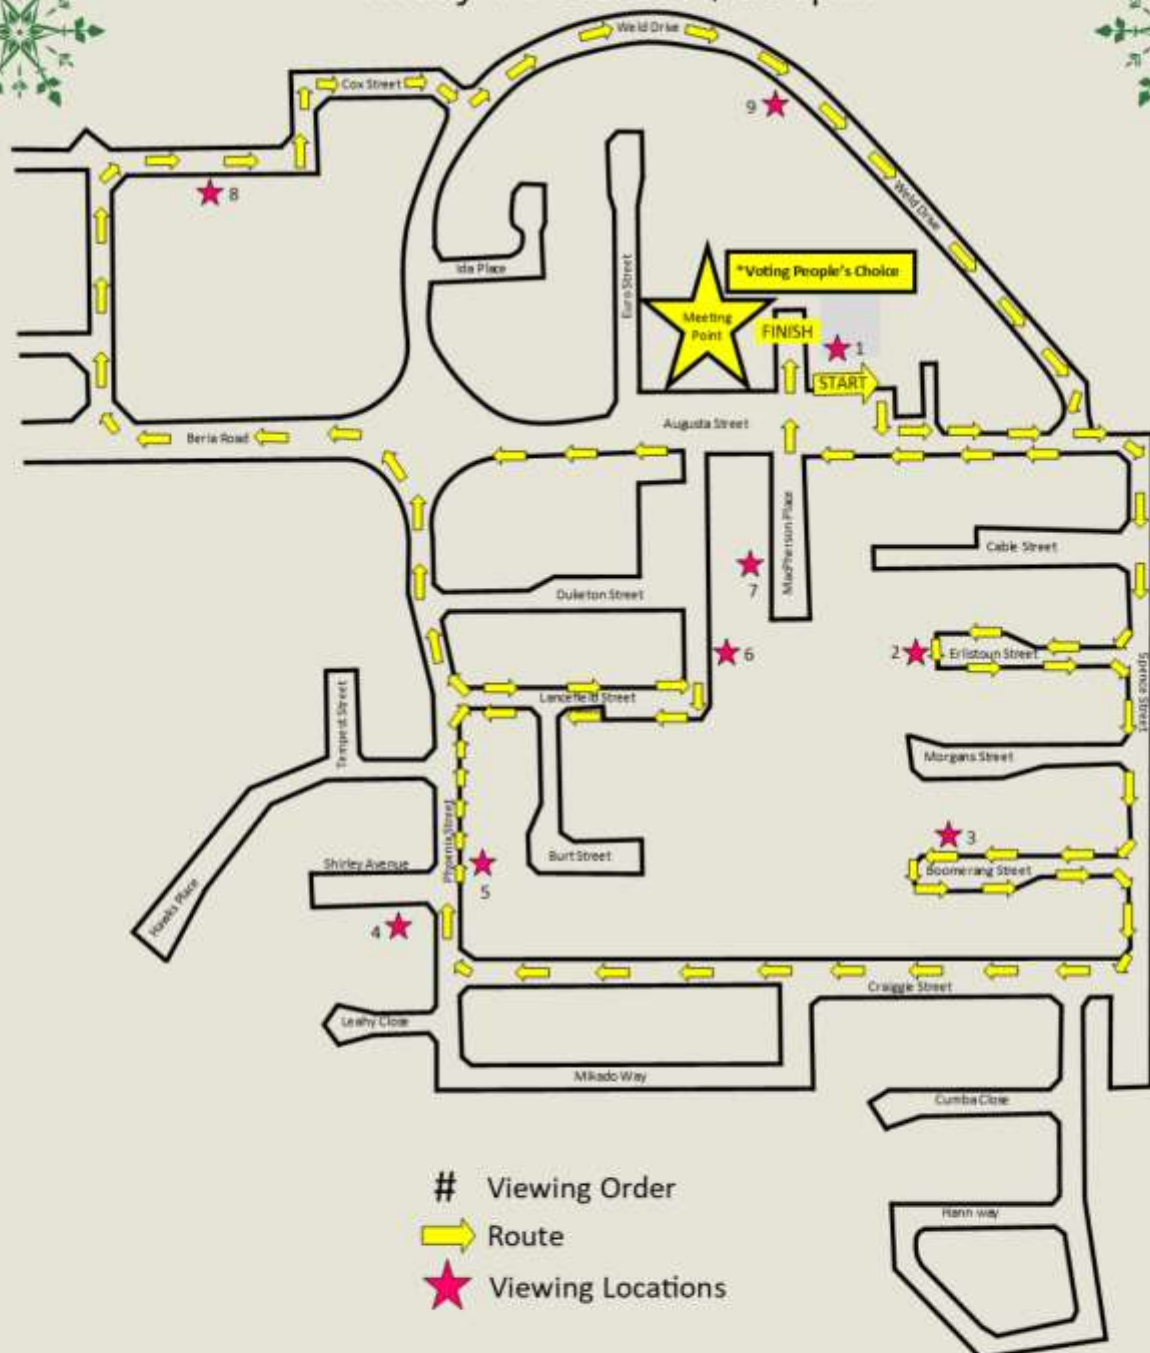 Weld Drive
Cox Street
9
8
Weld Drive
Ida Place
Euro Street
*Voting People's Choice
Meeting
Point
FINISH
1
START
Augusta Street
Beria Road
MacPherson Place
Cable Street
7
Duketon Street
6
2
Erlistoun Street
Spence Street
Lancefield Street
Tempest Street
Morgans Street
3
Phoenix Street
Burt Street
Boomerang Street
Shirley Avenue
5
Hawks Place
4
Craiggie Street
Leahy Close
Mikado Way
Cumba Close
# Viewing Order
Hann way
Route
Viewing Locations